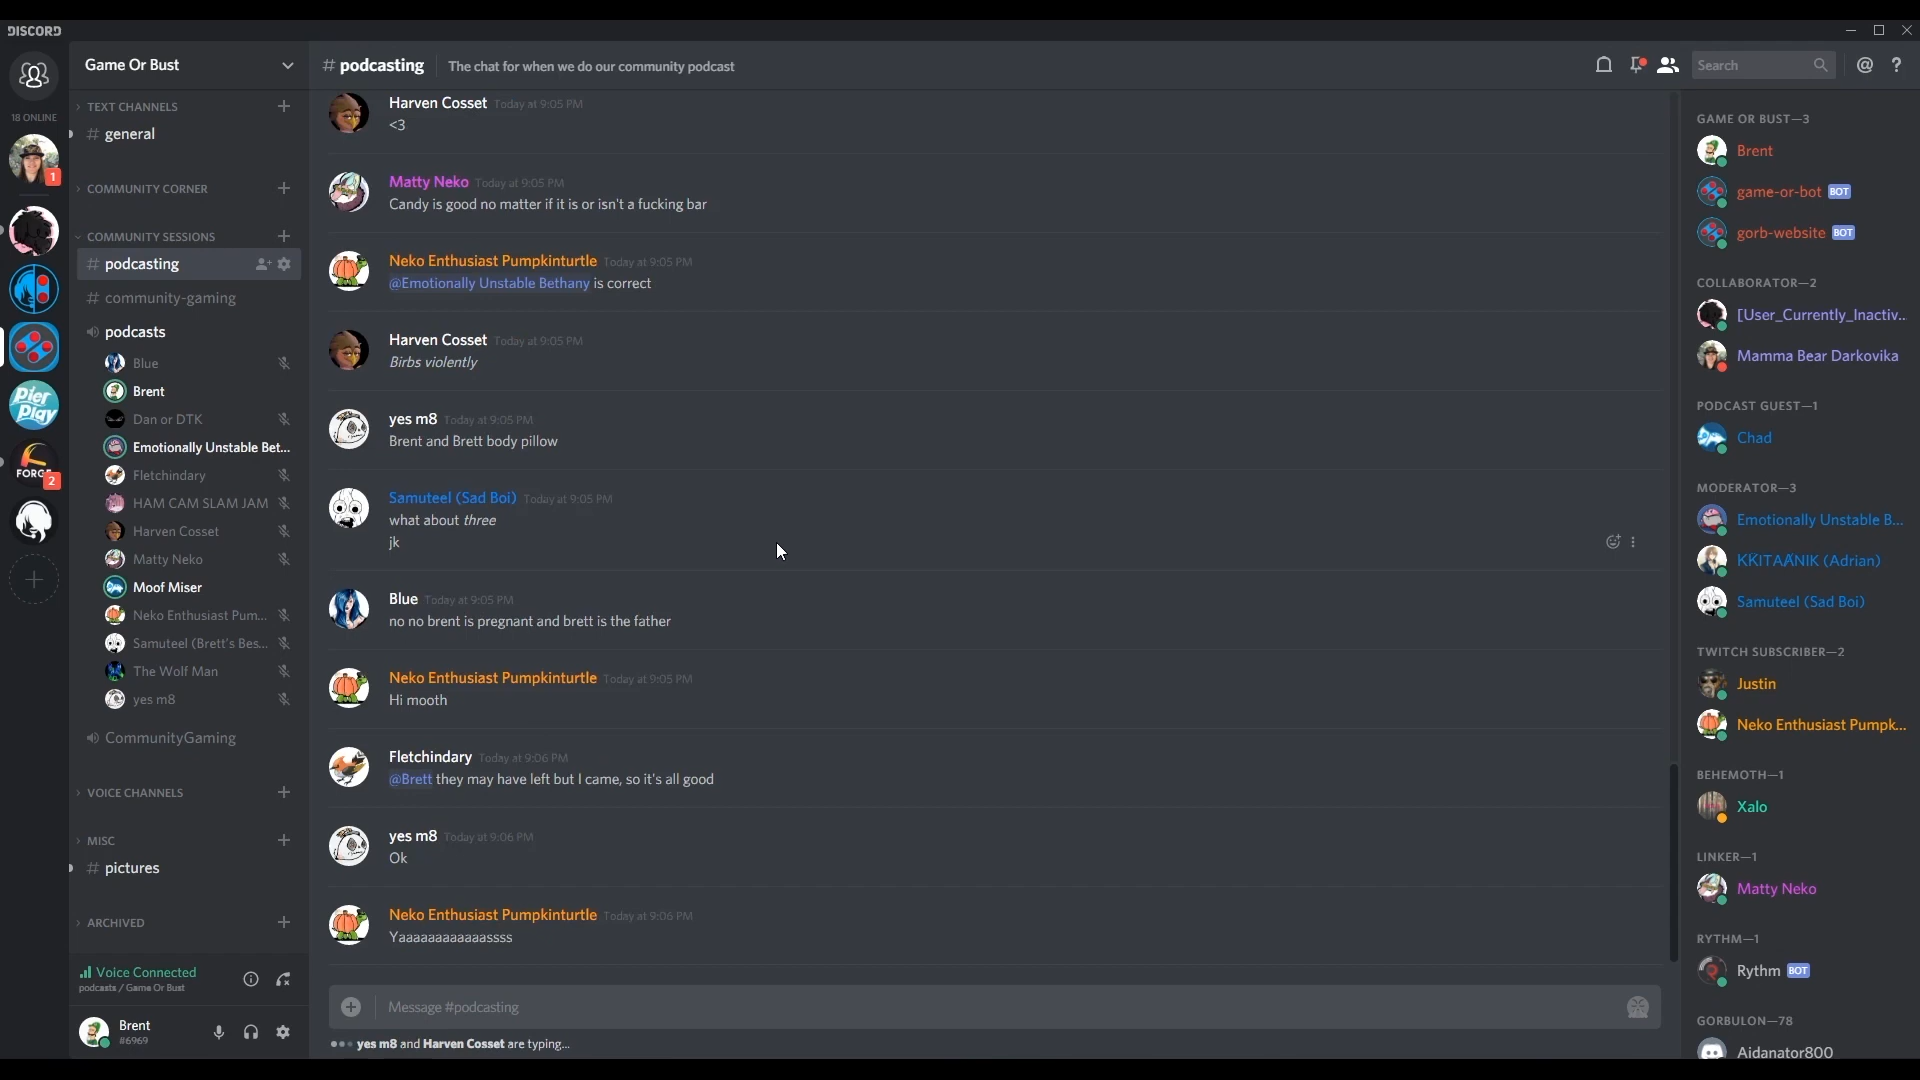 DISCORD
18 ONLINE
1
Pier
Play
FORGE
2
Game Or Bust
TEXT CHANNELS
# general
COMMUNITY CORNER
COMMUNITY SESSIONS
# podcasting
# community-gaming
podcasts
Blue
Brent
Dan or DTK
Emotionally Unstable Bet...
Fletchindary
HAM CAM SLAM JAM
Harven Cosset
Matty Neko
Moof Miser
Neko Enthusiast Pum...
Samuteel (Brett's Bes...
The Wolf Man
yes m8
CommunityGaming
VOICE CHANNELS
MISC
# pictures
ARCHIVED
Voice Connected
podcasts / Game Or Bust
Brent
#6969
# podcasting The chat for when we do our community podcast
Search
Harven Cosset Today at 9:05 PM
<3
Matty Neko Today at 9:05 PM
Candy is good no matter if it is or isn't a fucking bar
Neko Enthusiast Pumpkinturtle Today at 9:05 PM
@Emotionally Unstable Bethany is correct
Harven Cosset Today at 9:05 PM
Birbs violently
yes m8 Today at 9:05 PM
Brent and Brett body pillow
Samuteel (Sad Boi) Today at 9:05 PM
what about three
jk
Blue Today at 9:05 PM
no no brent is pregnant and brett is the father
Neko Enthusiast Pumpkinturtle Today at 9:05 PM
Hi mooth
Fletchindary Today at 9:06 PM
@Brett they may have left but I came, so it's all good
yes m8 Today at 9:06 PM
Ok
Neko Enthusiast Pumpkinturtle Today at 9:06 PM
Yaaaaaaaaaaaassss
Message #podcasting
yes m8 and Harven Cosset are typing...
GAME OR BUST—3
Brent
game-or-bot BOT
gorb-website BOT
COLLABORATOR—2
[User_Currently_Inactiv...
Mamma Bear Darkovika
PODCAST GUEST—1
Chad
MODERATOR—3
Emotionally Unstable B...
(Adrian)
Samuteel (Sad Boi)
TWITCH SUBSCRIBER—2
Justin
Neko Enthusiast Pumpk...
BEHEMOTH—1
Xalo
LINKER—1
Matty Neko
RYTHM—1
Rythm BOT
GORBULON—78
Aidanator800